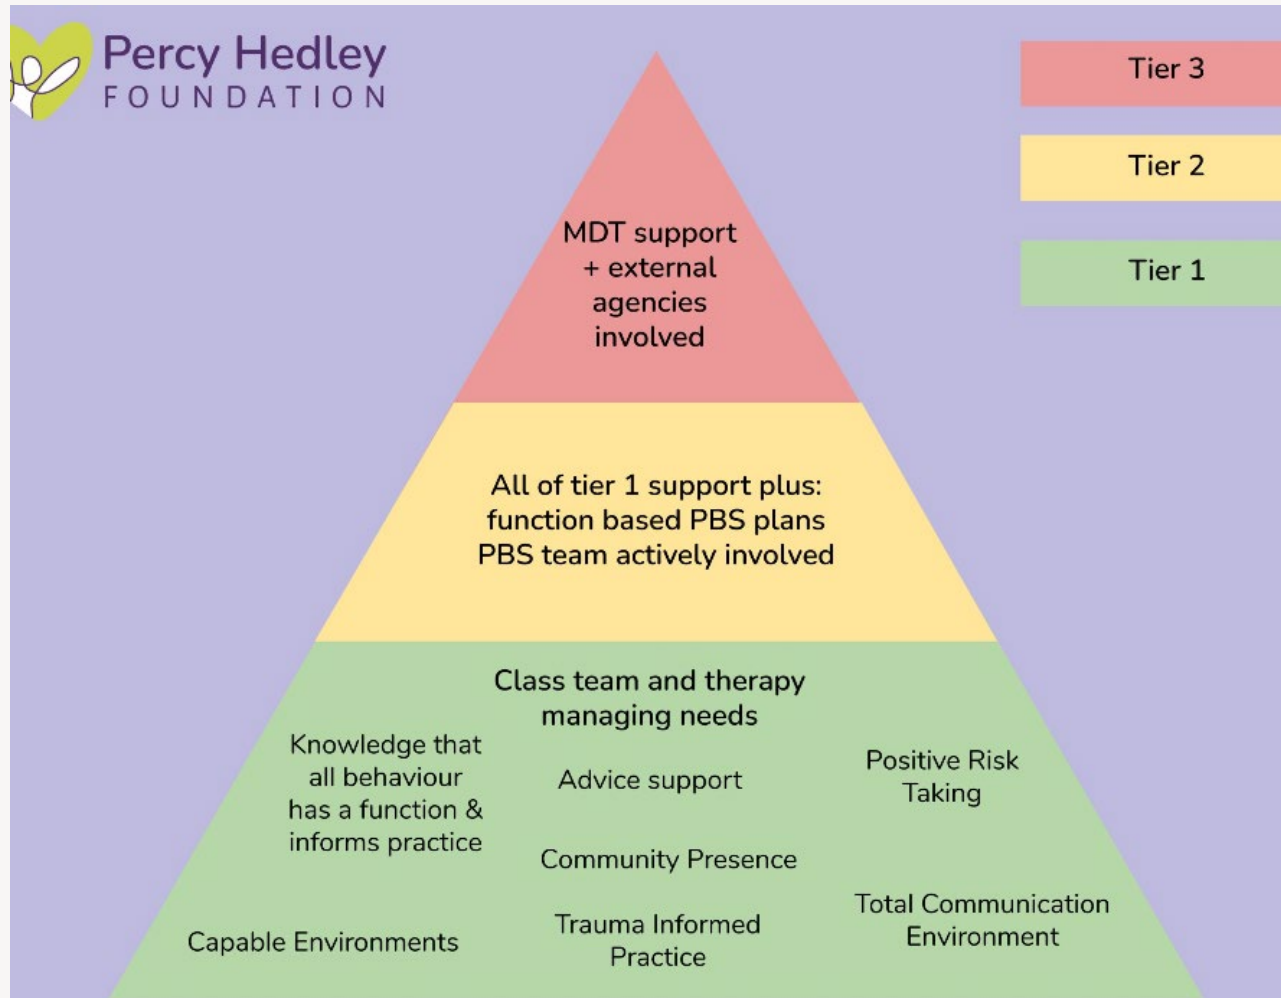 Percy Hedley
FOUNDATION
Tier 3
Tier 2
Tier 1
MDT support
+ external
agencies
involved
All of tier 1 support plus:
function based PBS plans
PBS team actively involved
Class team and therapy
managing needs
Knowledge that
all behaviour
has a function &
informs practice
Advice support
Positive Risk
Taking
Community Presence
Capable Environments
Trauma Informed
Practice
Total Communication
Environment